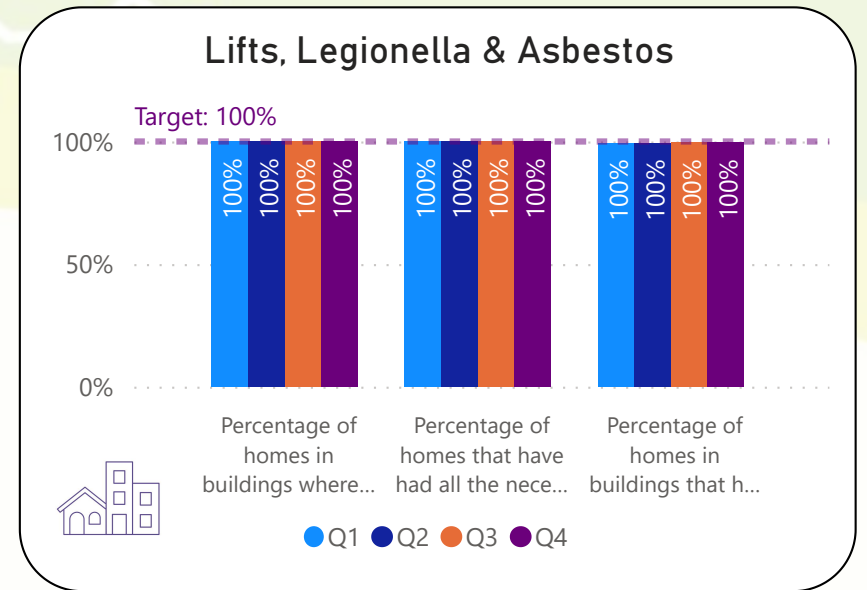 Lifts, Legionella & Asbestos
Target: 100%
100%
50%
0%
100% 100% 100% 100%
100% 100% 100% 100%
100% 100% 100% 100%
Percentage of
homes in
buildings where...
Percentage of
homes that have
had all the nece...
Percentage of
homes in
buildings that h...
Q1 Q2 Q3 Q4